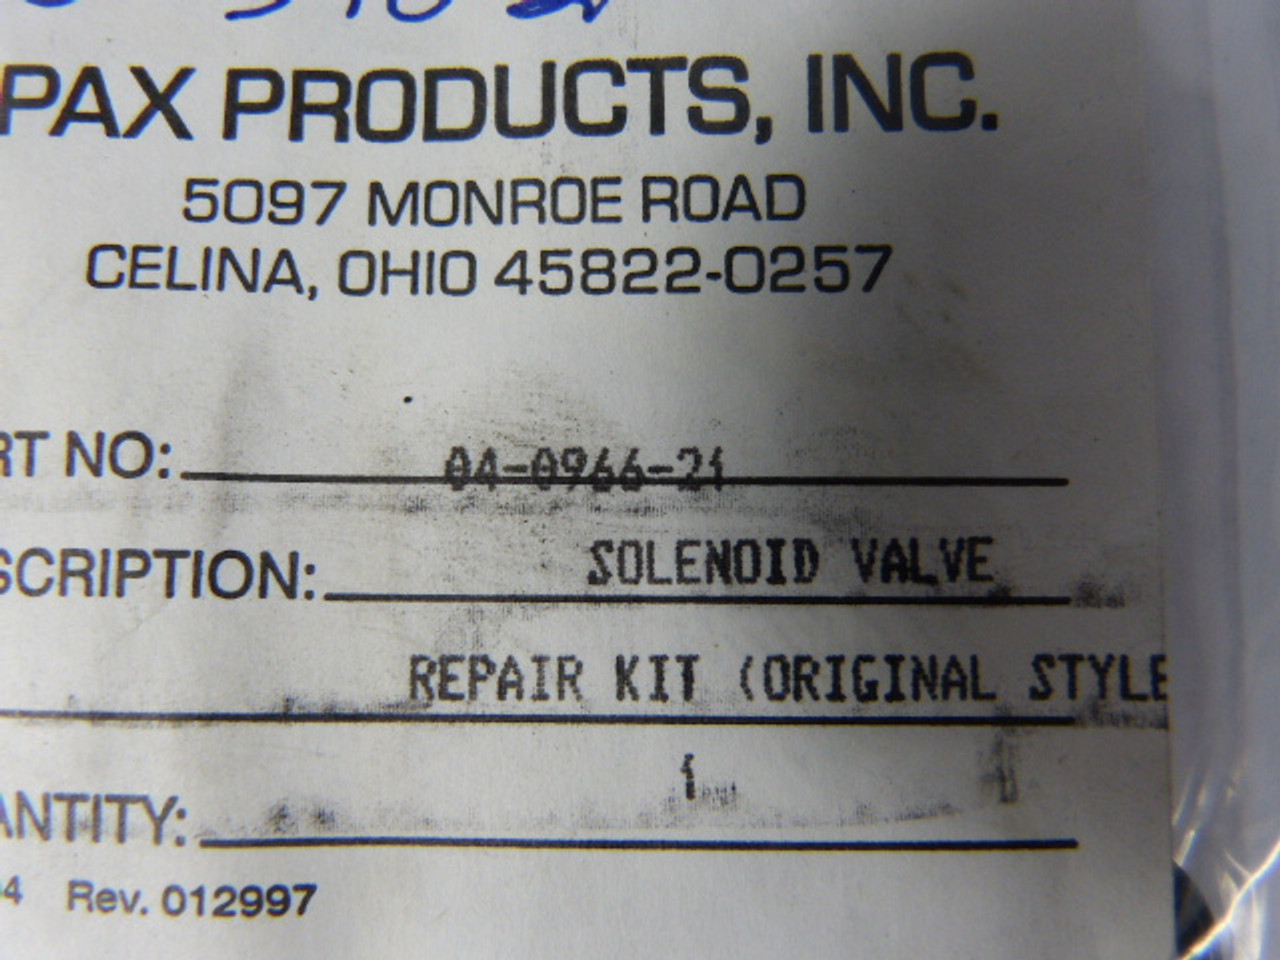 PAX PRODUCTS, INC.
5097 MONROE ROAD
CELINA, OHIO 45822-0257
RT NO: 04-0966-21
SCRIPTION: SOLENOID VALVE
REPAIR KIT (ORIGINAL STYLE
ANTITY: 1
4 Rev. 012997